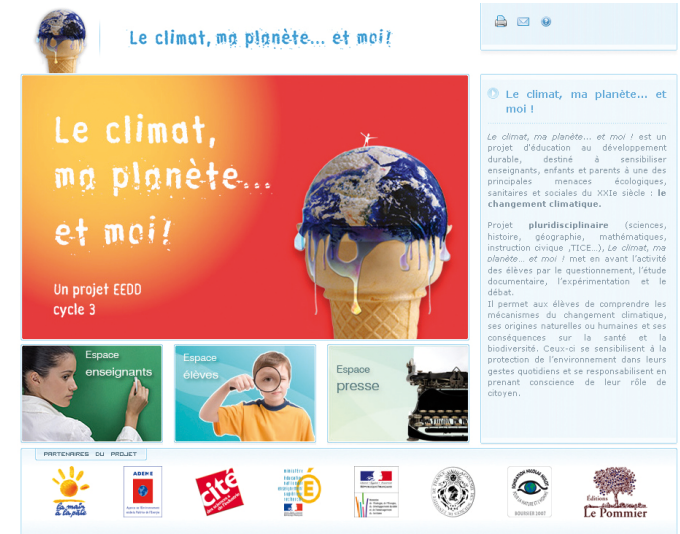 Le climat, ma planète... et moi!
Le climat,
ma planète...
et moi!
Un projet EEDD
cycle 3
Le climat, ma planète... et
moi !
Le climat, ma planète... et moi ! est un
projet d'éducation au développement
durable, destiné à sensibiliser
enseignants, enfants et parents à une des
principales menaces écologiques,
sanitaires et sociales du XXIe siècle : le
changement climatique.
Projet pluridisciplinaire (sciences,
histoire, géographie, mathématiques,
instruction civique ,TICE...), Le climat, ma
planète... et moi ! met en avant l'activité
des élèves par le questionnement, l'étude
documentaire, l'expérimentation et le
débat.
Il permet aux élèves de comprendre les
mécanismes du changement climatique,
ses origines naturelles ou humaines et ses
conséquences sur la santé et la
biodiversité. Ceux-ci se sensibilisent à la
protection de l'environnement dans leurs
gestes quotidiens et se responsabilisent en
prenant conscience de leur rôle de
citoyen.
Espace
enseignants
Espace
élèves
Espace
presse
PARTENAIRES DU PROJET
la main
à la pâte
ADEME
cité
BOURGES 2007
Éditions
Le Pommier